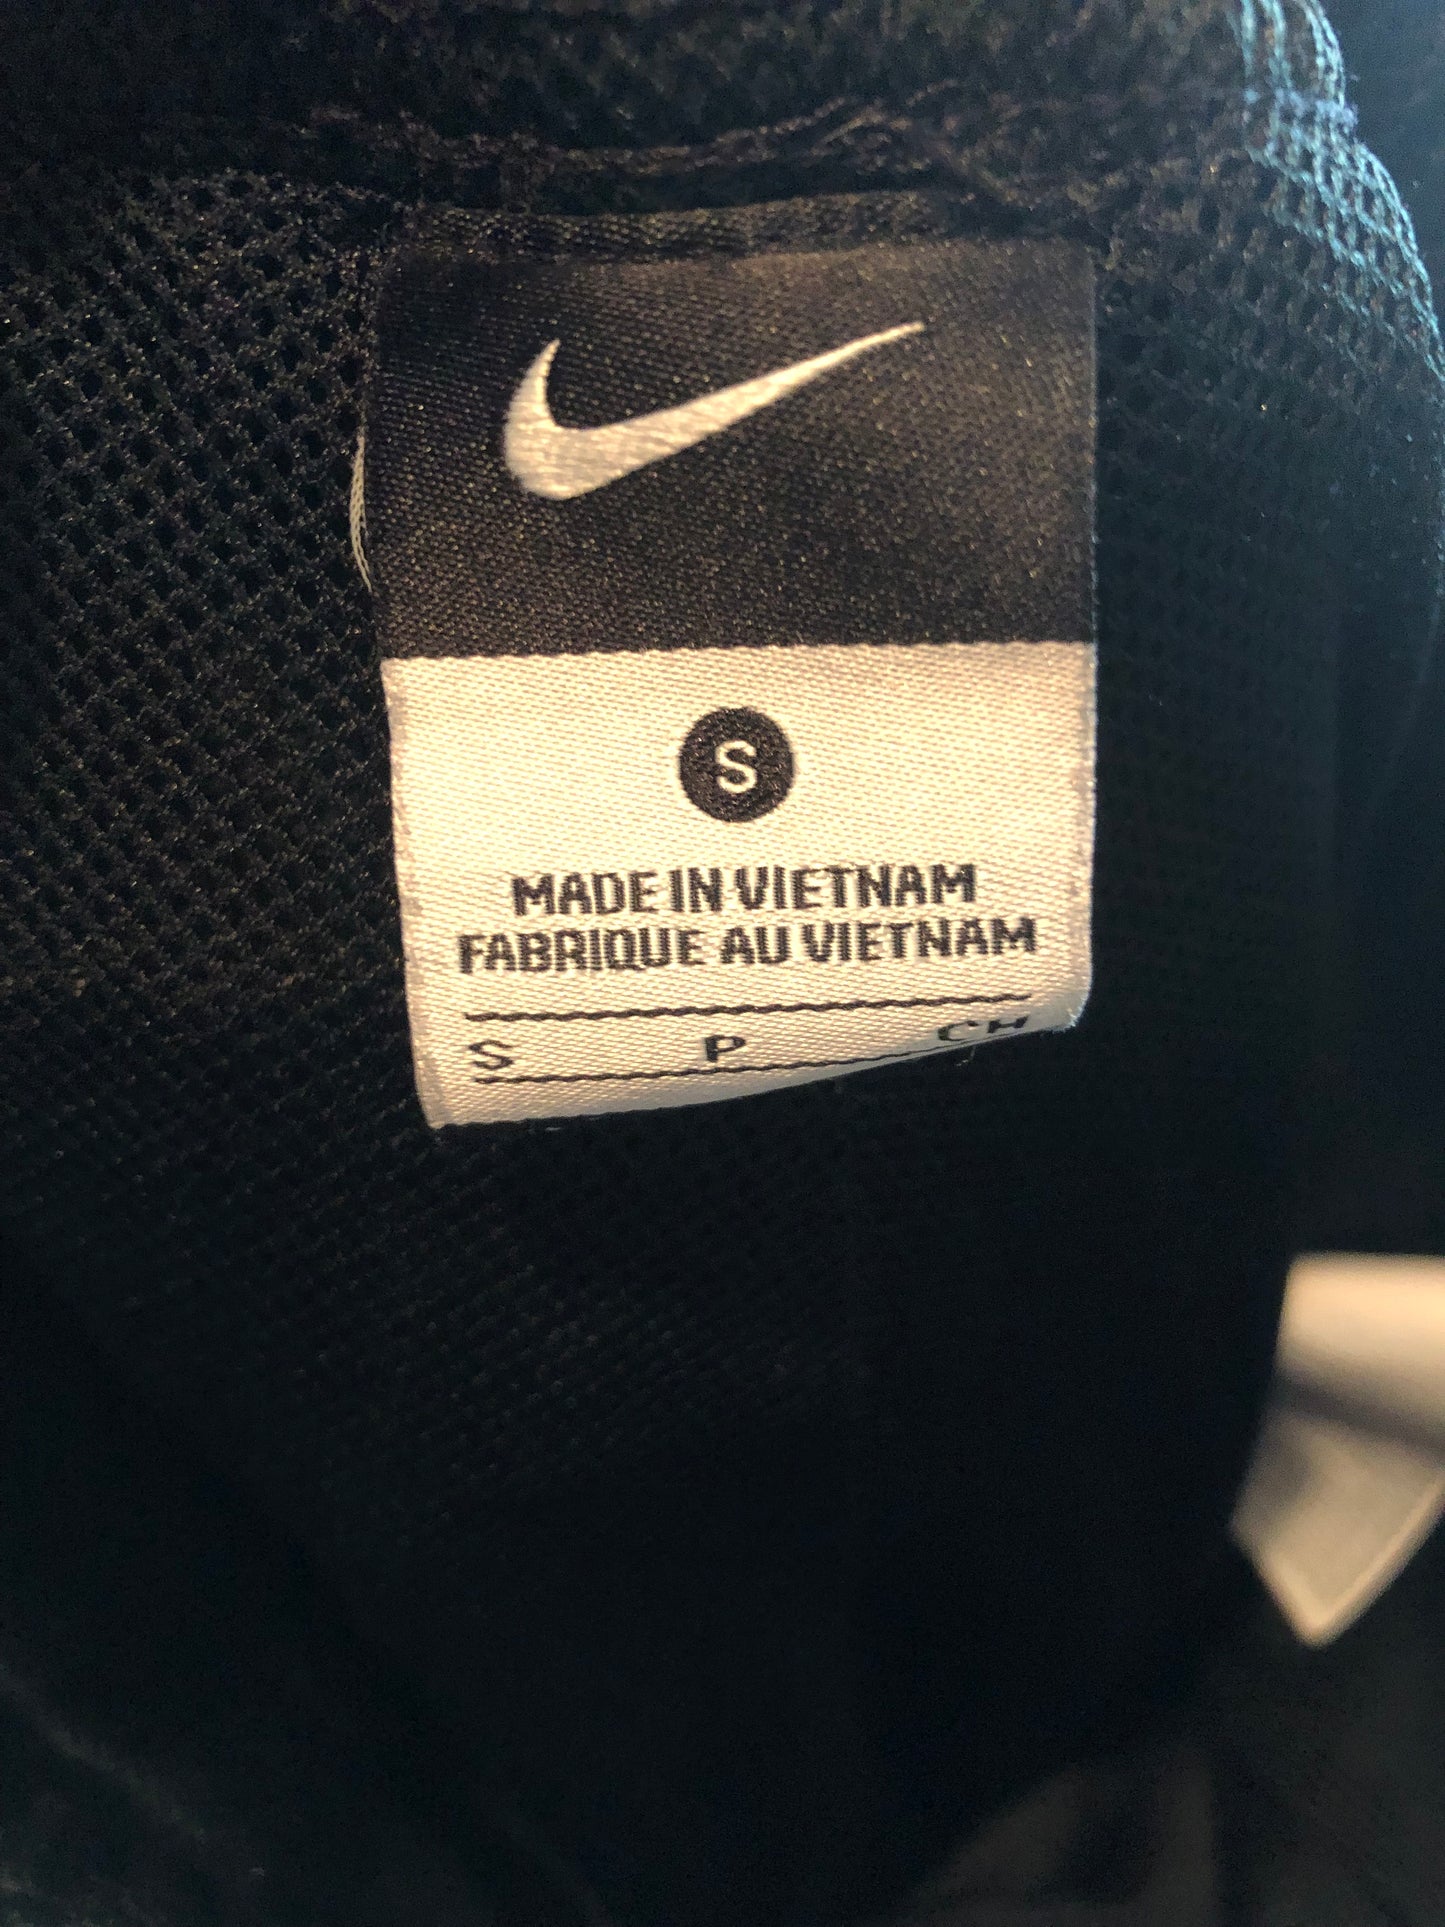 S
MADE IN VIETNAM
FABRIQUE AU VIETNAM
S P CH